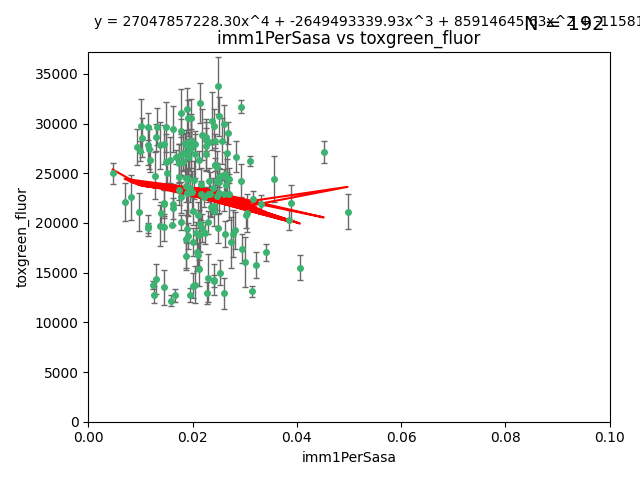 y = 27047857228.30x^4 + -2649493339.93x^3 + 85914645
N = 192
imm1PerSasa vs toxgreen_fluor
35000
30000
25000
20000
15000
10000
5000
0
toxgreen_fluor
0.00 0.02 0.04 0.06 0.08 0.10
imm1PerSasa